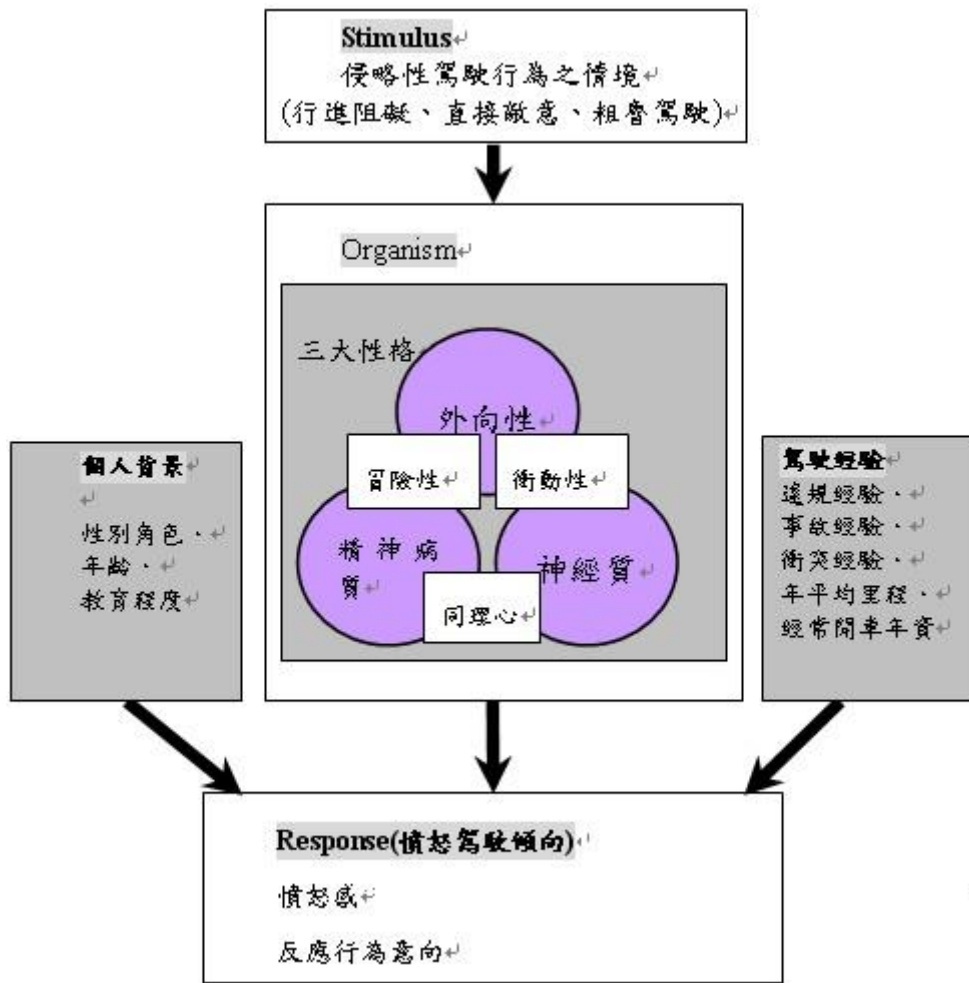 Stimulus
侵略性駕駛行為之情境
(行進阻礙、直接敵意、粗魯駕駛)
Organism
三大性格
外向性
冒險性
衝動性
精神病
質
神經質
同理心
個人背景
性別角色、
年齡、
教育程度
駕駛經驗
違規經驗、
事故經驗、
衝突經驗、
年平均里程、
經常開車年資
Response(憤怒駕駛傾向)
憤怒感
反應行為意向